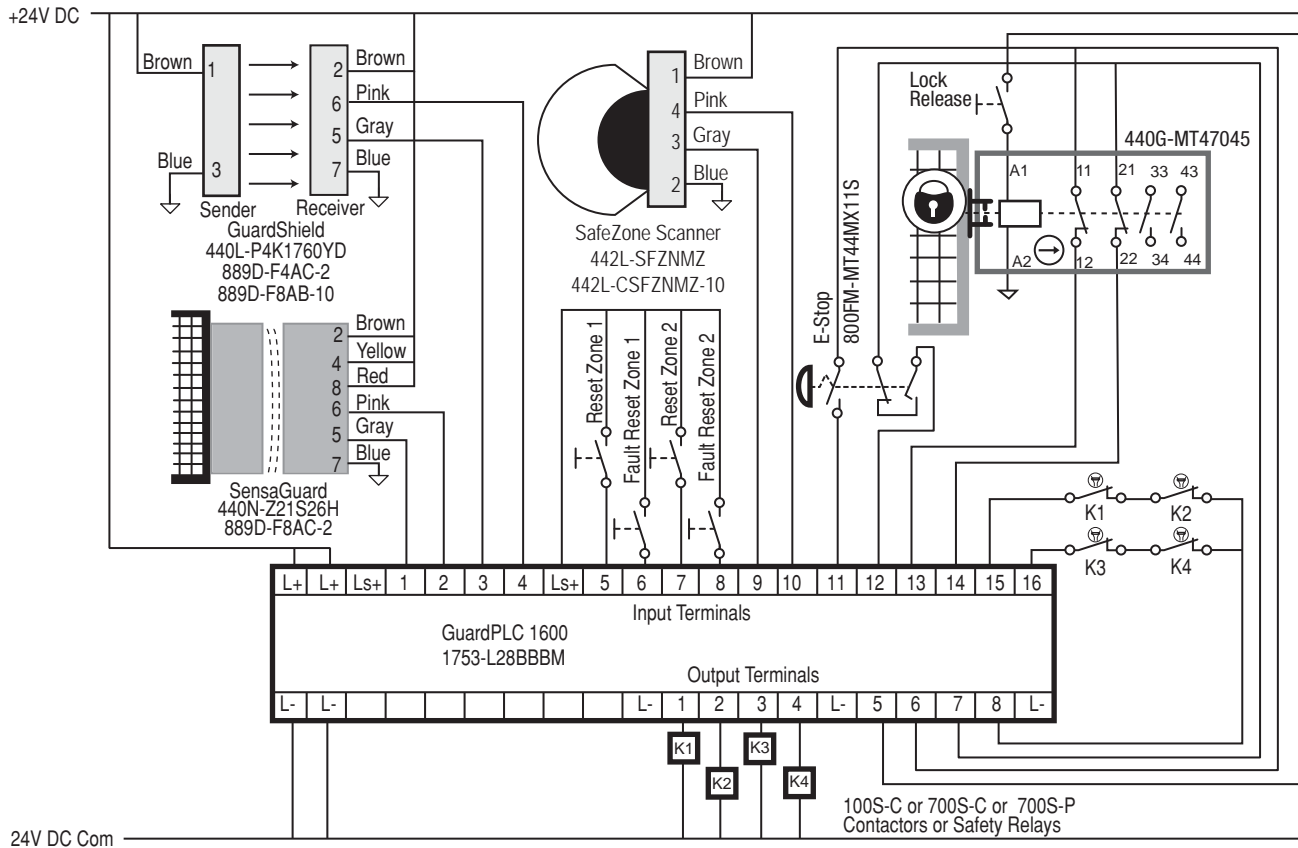 +24V DC
Brown
1
Blue
3
Sender
2
Brown
6
Pink
5
Gray
7
Blue
Receiver
GuardShield
440L-P4K1760YD
889D-F4AC-2
889D-F8AB-10
2
Brown
4
Yellow
8
Red
6
Pink
5
Gray
7
Blue
SensaGuard
440N-Z21S26H
889D-F8AC-2
1
Brown
4
Pink
3
Gray
2
Blue
SafeZone Scanner
442L-SFZNMZ
442L-CSFZNMZ-10
Reset Zone 1
Fault Reset Zone 1
Reset Zone 2
Fault Reset Zone 2
E-Stop
800FM-MT44MX11S
Lock
Release
440G-MT47045
A1 11 21 33 43
A2 12 22 34 44
K1 K2
K3 K4
L+ L+ Ls+ 1 2 3 4 Ls+ 5 6 7 8 9 10 11 12 13 14 15 16
Input Terminals
GuardPLC 1600
1753-L28BBBM
Output Terminals
L- L- L- 1 2 3 4 L- 5 6 7 8 L-
K1
K2
K3
K4
100S-C or 700S-C or 700S-P
Contactors or Safety Relays
24V DC Com